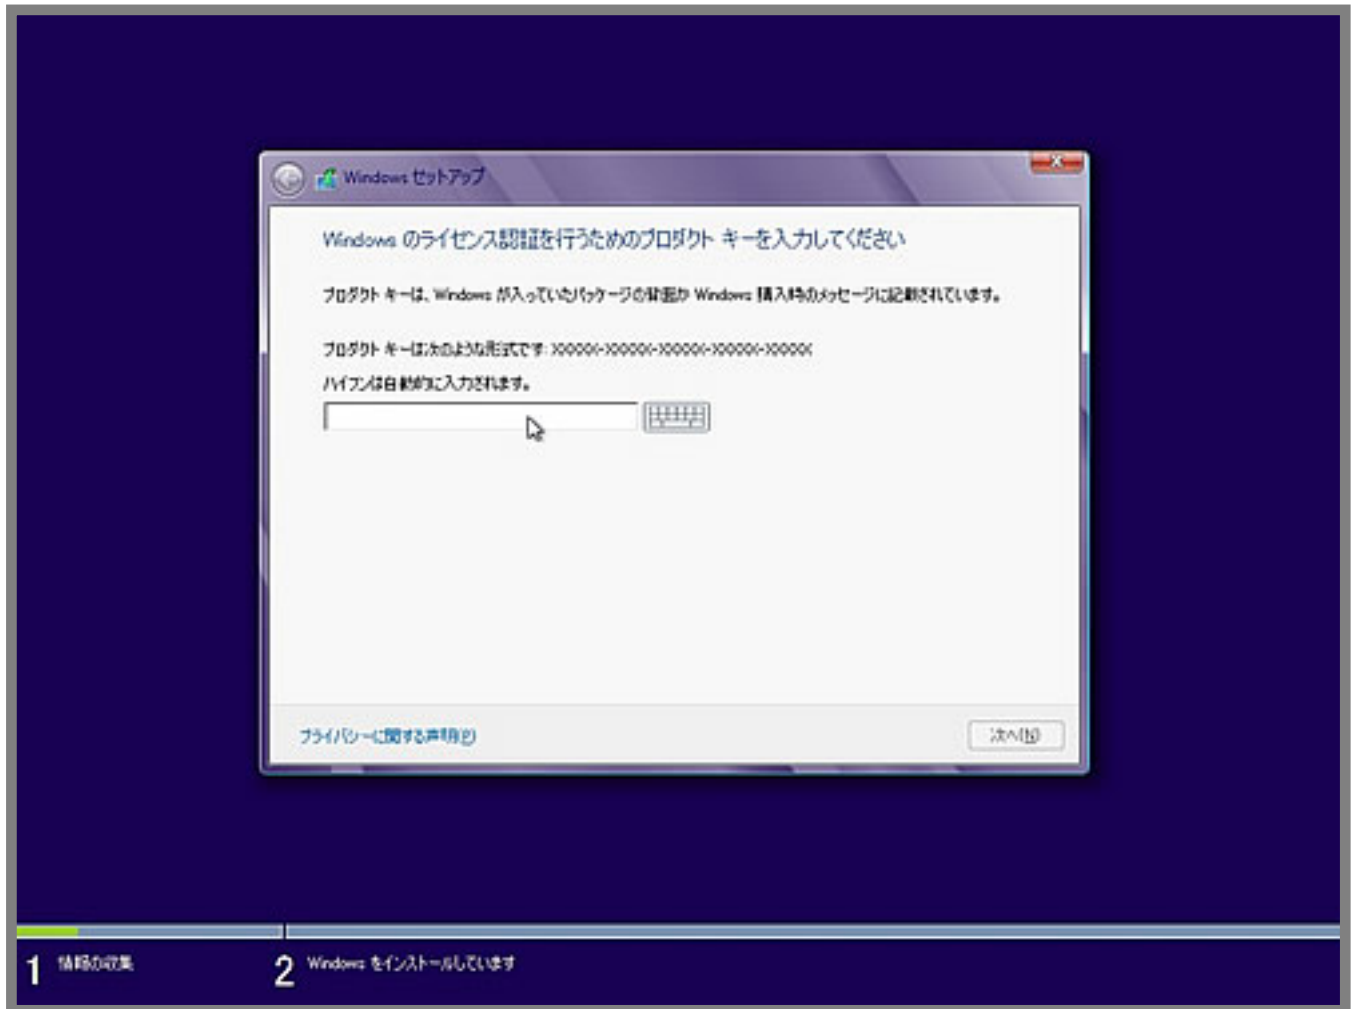 Windows セットアップ
Windows のライセンス認証を行うためのプロダクト キーを入力してください
プロダクト キーは、Windows が入っていたパッケージの背面か Windows 購入時のメッセージに記載されています。
プロダクト キーは次のような形式です: XXXXX-XXXXX-XXXXX-XXXXX-XXXXX
ハイフンは自動的に入力されます。
プライバシーに関する声明(P)
次へ(N)
1 情報の収集
2 Windows をインストールしています